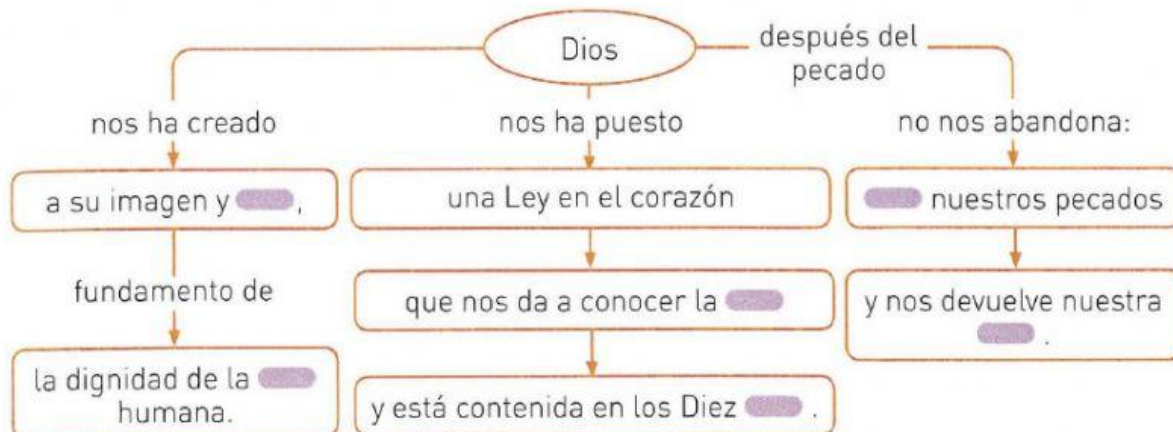 Dios
después del
pecado
nos ha creado
a su imagen y ,
fundamento de
la dignidad de la
humana.
nos ha puesto
una Ley en el corazón
que nos da a conocer la
y está contenida en los Diez .
no nos abandona:
nuestros pecados
y nos devuelve nuestra
.